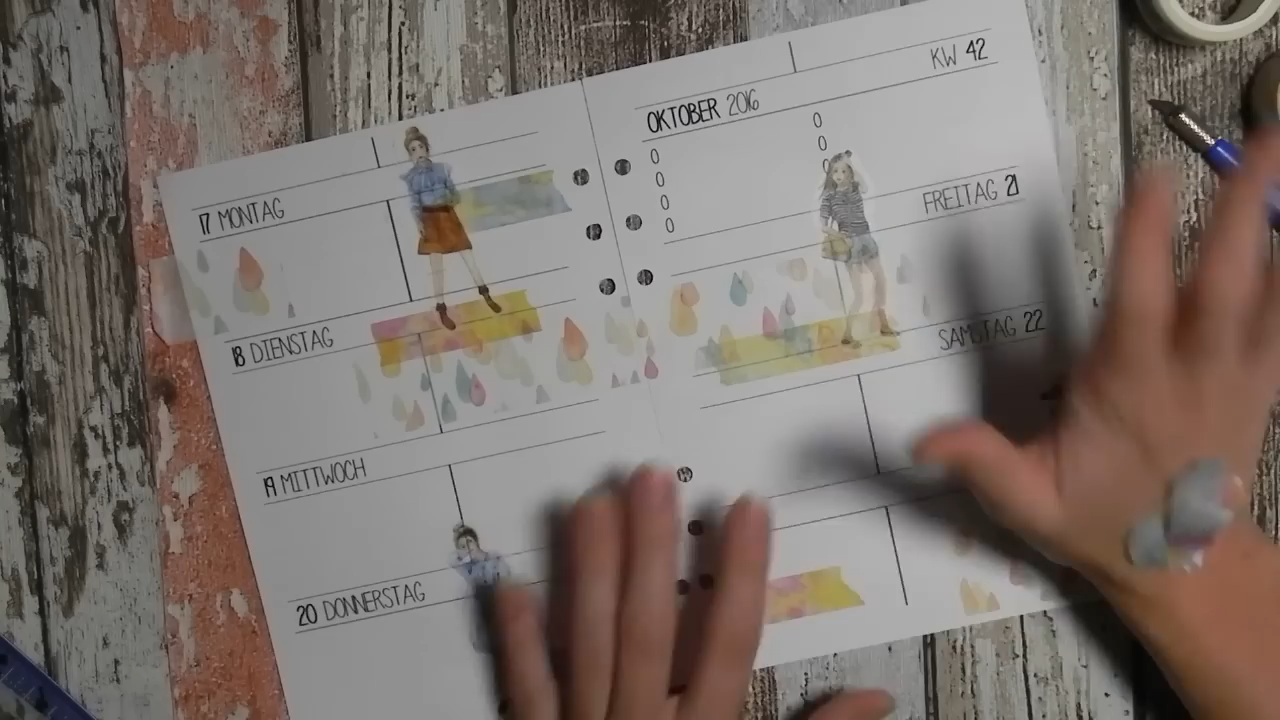 17 MONTAG
18 DIENSTAG
19 MITTWOCH
20 DONNERSTAG
KW 42
OKTOBER 2016
FREITAG 21
SAMSTAG 22